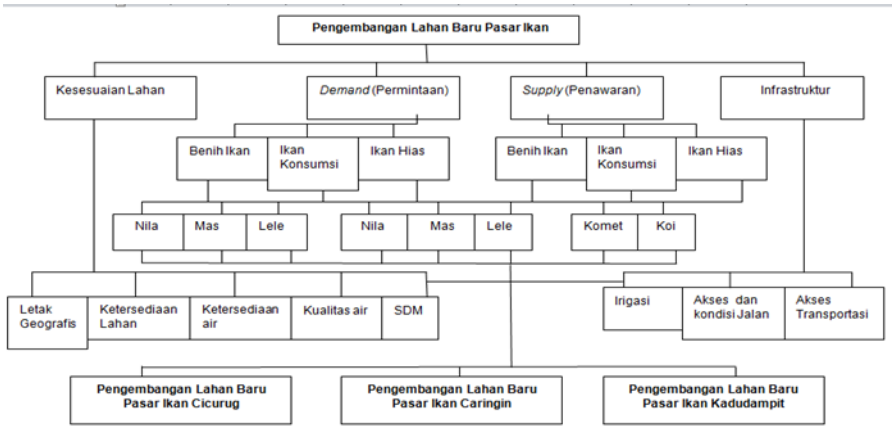 Pengembangan Lahan Baru Pasar Ikan
Kesesuaian Lahan
Demand (Permintaan)
Supply (Penawaran)
Infrastruktur
Benih Ikan
Ikan
Konsumsi
Ikan Hias
Benih Ikan
Ikan
Konsumsi
Ikan Hias
Nila
Mas
Lele
Nila
Mas
Lele
Komet
Koi
Letak
Geografis
Ketersediaan
Lahan
Ketersediaan
air
Kualitas air
SDM
Irigasi
Akses dan
kondisi Jalan
Akses
Transportasi
Pengembangan Lahan Baru
Pasar Ikan Cicurug
Pengembangan Lahan Baru
Pasar Ikan Caringin
Pengembangan Lahan Baru
Pasar Ikan Kadudampit